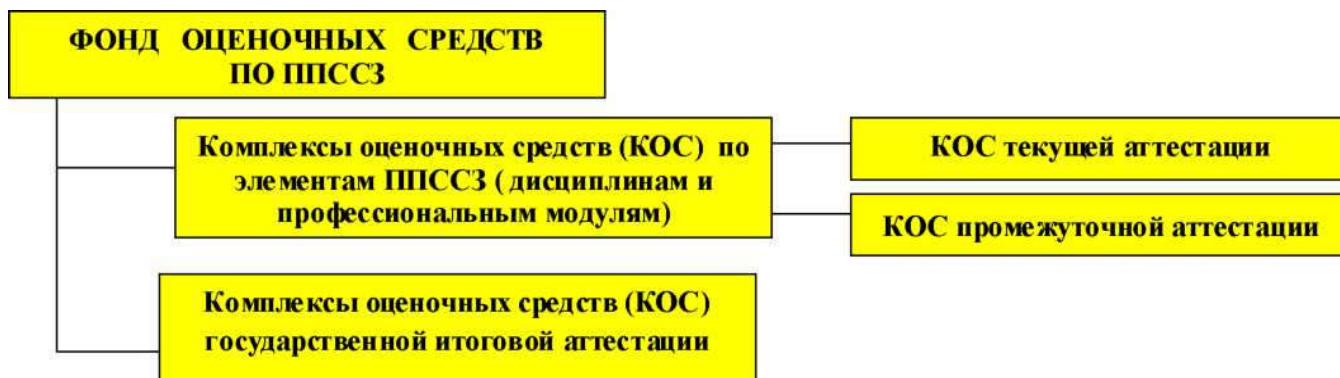 ФОНД ОЦЕНОЧНЫХ СРЕДСТВ
ПО ППССЗ
Комплексы оценочных средств (КОС) по
элементам ППССЗ ( дисциплинам и
профессиональным модулям)
КОС текущей аттестации
КОС промежуточной аттестации
Комплексы оценочных средств (КОС)
государственной итоговой аттестации